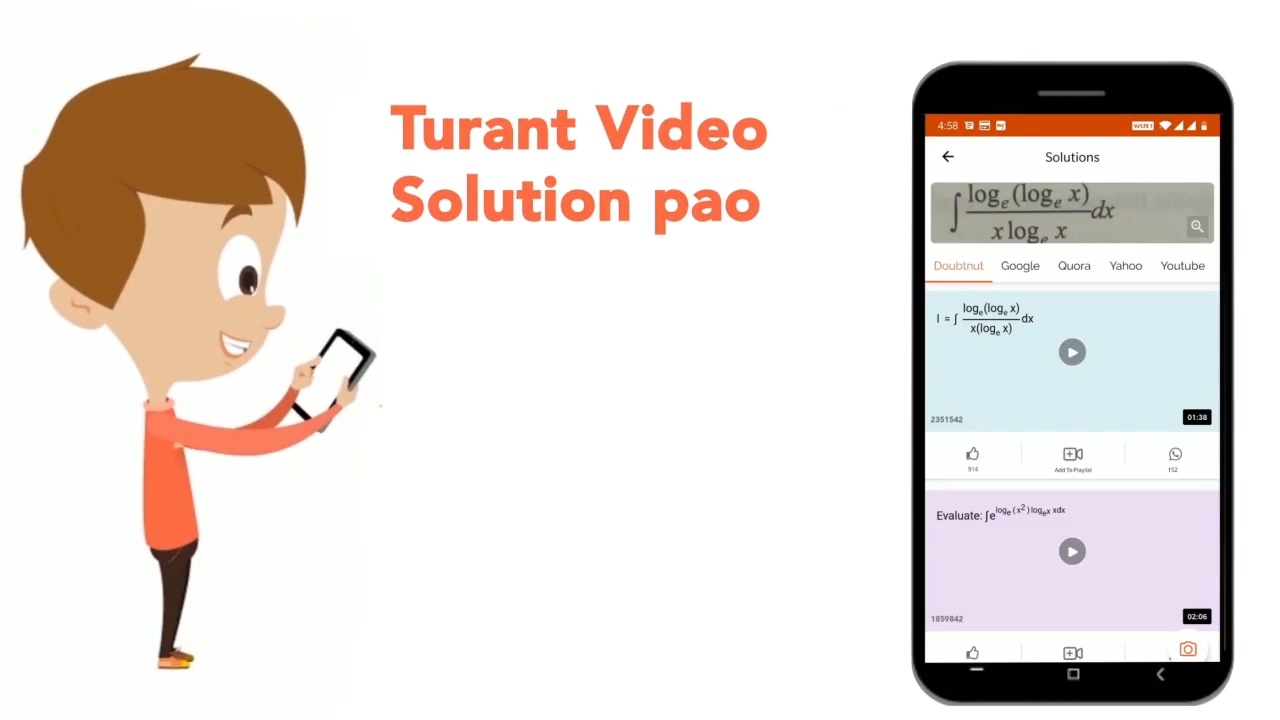 Turant Video
Solution pao
4:58
Solutions
∫ logₑ(logₑ x) / x logₑ x dx
Doubtnut Google Quora Yahoo Youtube
I = ∫ logₑ(logₑ x) / x(logₑ x) dx
2351542 01:38
914 Add To Playlist 152
Evaluate: ∫e^logₑ(x²)logₑx xdx
1859842 02:06